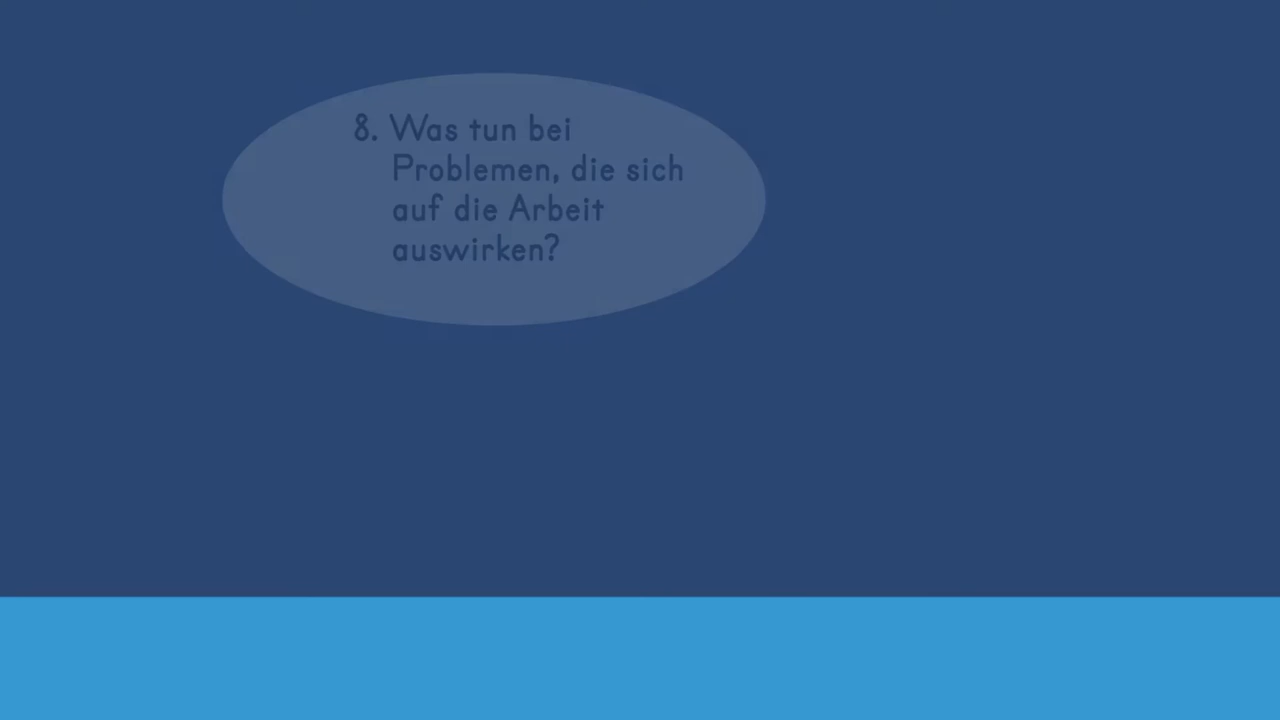 8. Was tun bei
Problemen, die sich
auf die Arbeit
auswirken?